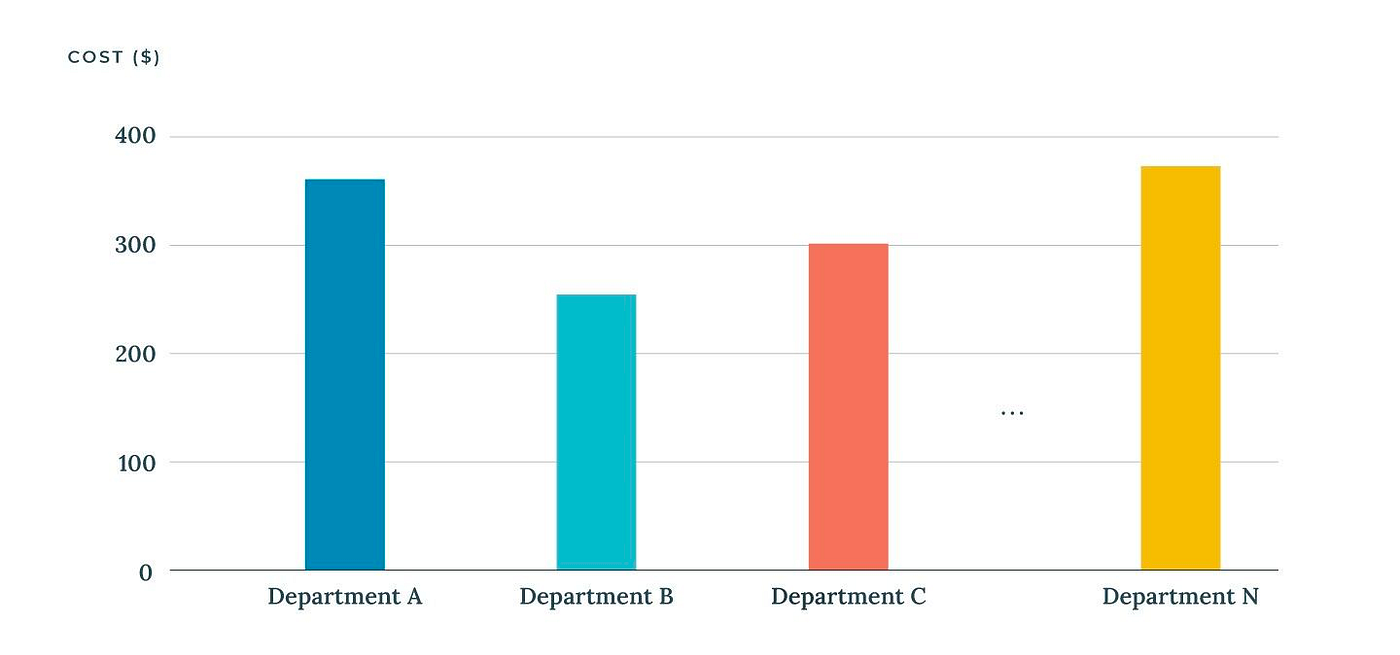 COST ($)
400
300
200
100
0
...
Department A
Department B
Department C
Department N